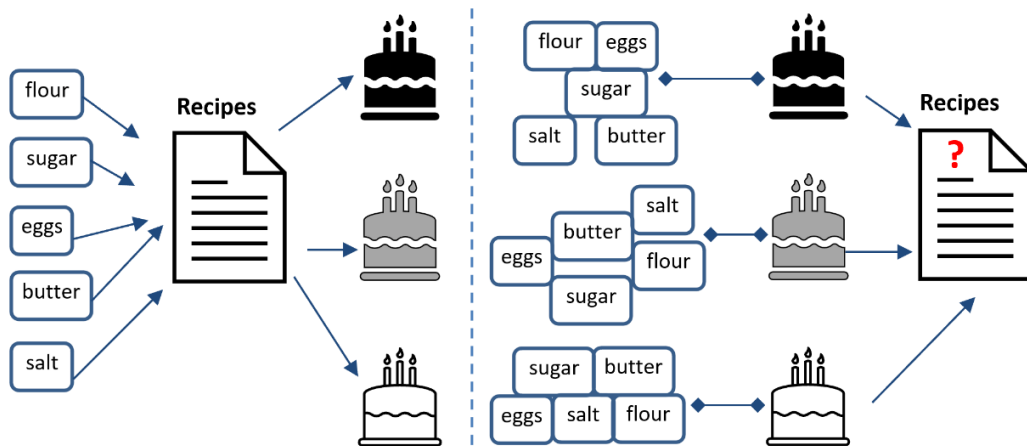 flour
sugar
eggs
butter
salt
Recipes
flour eggs
sugar
salt butter
salt
butter
eggs flour
sugar
sugar butter
eggs salt flour
Recipes
?